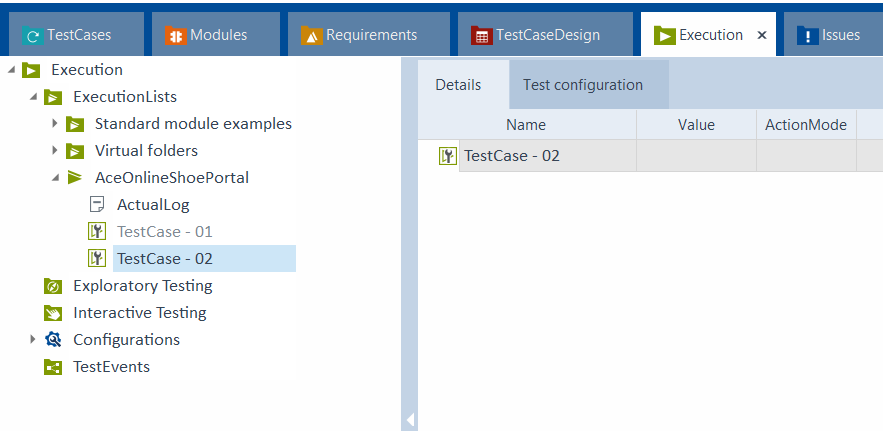 TestCases Modules Requirements TestCaseDesign Execution × Issues
Execution
ExecutionLists
Standard module examples
Virtual folders
AceOnlineShoePortal
ActualLog
TestCase - 01
TestCase - 02
Exploratory Testing
Interactive Testing
Configurations
TestEvents
Details Test configuration
Name Value ActionMode
TestCase - 02